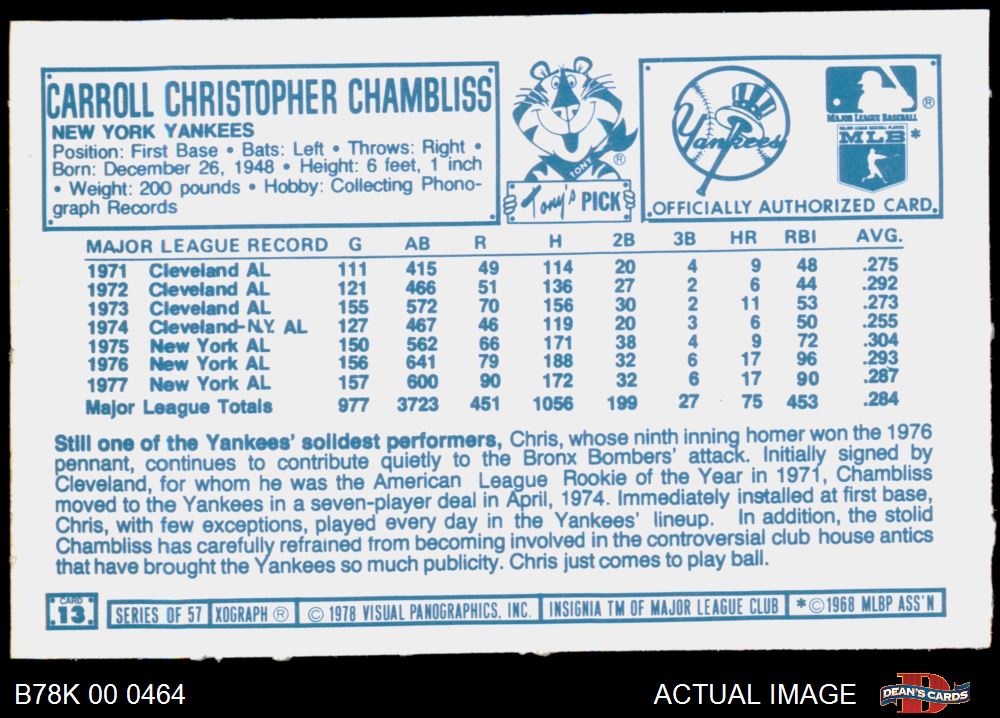 CARROLL CHRISTOPHER CHAMBLISS
NEW YORK YANKEES
Position: First Base • Bats: Left • Throws: Right •
Born: December 26, 1948 • Height: 6 feet, 1 inch
• Weight: 200 pounds • Hobby: Collecting Phono-
graph Records
TONY
®
Tony's PICK
Yankees
®
MAJOR LEAGUE BASEBALL
MAJOR LEAGUE BASEBALL PLAYERS
MLB *
OFFICIALLY AUTHORIZED CARD.
MAJOR LEAGUE RECORD G AB R H 2B 3B HR RBI AVG.
1971 Cleveland AL 111 415 49 114 20 4 9 48 .275
1972 Cleveland AL 121 466 51 136 27 2 6 44 .292
1973 Cleveland AL 155 572 70 156 30 2 11 53 .273
1974 Cleveland-N.Y. AL 127 467 46 119 20 3 6 50 .255
1975 New York AL 150 562 66 171 38 4 9 72 .304
1976 New York AL 156 641 79 188 32 6 17 96 .293
1977 New York AL 157 600 90 172 32 6 17 90 .287
Major League Totals 977 3723 451 1056 199 27 75 453 .284
Still one of the Yankees' solidest performers, Chris, whose ninth inning homer won the 1976
pennant, continues to contribute quietly to the Bronx Bombers' attack. Initially signed by
Cleveland, for whom he was the American League Rookie of the Year in 1971, Chambliss
moved to the Yankees in a seven-player deal in April, 1974. Immediately installed at first base,
Chris, with few exceptions, played every day in the Yankees' lineup. In addition, the stolid
Chambliss has carefully refrained from becoming involved in the controversial club house antics
that have brought the Yankees so much publicity. Chris just comes to play ball.
CARD
13
SERIES OF 57 XOGRAPH ® © 1978 VISUAL PANOGRAPHICS, INC. INSIGNIA TM OF MAJOR LEAGUE CLUB *©1968 MLBP ASS'N
B78K 00 0464
ACTUAL IMAGE
B
DEAN'S CARDS